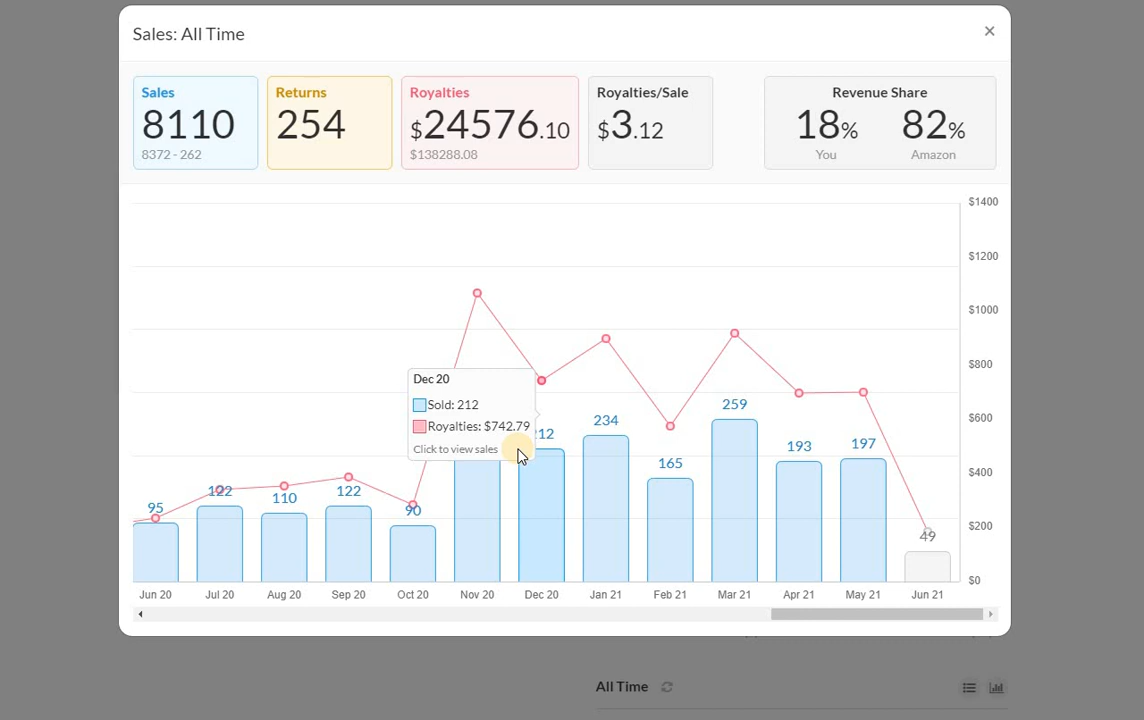 Sales: All Time
×
Sales
8110
8372 - 262
Returns
254
Royalties
$24576.10
$138288.08
Royalties/Sale
$3.12
Revenue Share
18% 82%
You Amazon
$1400
$1200
$1000
$800
$600
$400
$200
$0
Dec 20
Sold: 212
Royalties: $742.79
Click to view sales
95
122
110
122
90
12
234
165
259
193
197
49
Jun 20 Jul 20 Aug 20 Sep 20 Oct 20 Nov 20 Dec 20 Jan 21 Feb 21 Mar 21 Apr 21 May 21 Jun 21
All Time